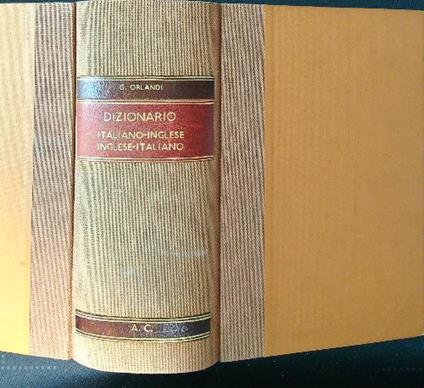 G. ORLANDI
DIZIONARIO
ITALIANO-INGLESE
INGLESE-ITALIANO
A. C.